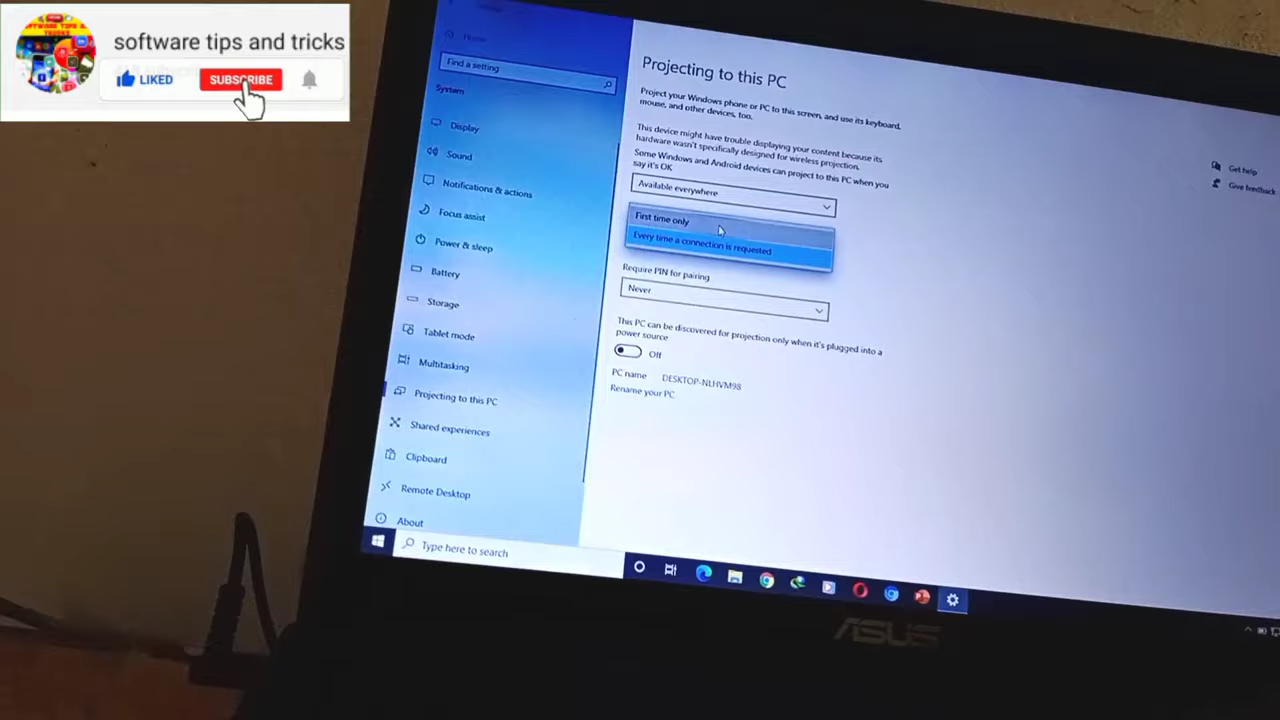 software tips and tricks
LIKED
SUBSCRIBE
Home
Find a setting
System
Display
Sound
Notifications & actions
Focus assist
Power & sleep
Battery
Storage
Tablet mode
Multitasking
Projecting to this PC
Shared experiences
Clipboard
Remote Desktop
About
Type here to search
Projecting to this PC
Project your Windows phone or PC to this screen, and use its keyboard,
mouse, and other devices, too.
This device might have trouble displaying your content because its
hardware wasn't specifically designed for wireless projection.
Some Windows and Android devices can project to this PC when you
say it's OK
Available everywhere
First time only
Every time a connection is requested
Require PIN for pairing
Never
This PC can be discovered for projection only when it's plugged into a
power source
Off
PC name DESKTOP-NLHVM98
Rename your PC
Get help
Give feedback
ASUS